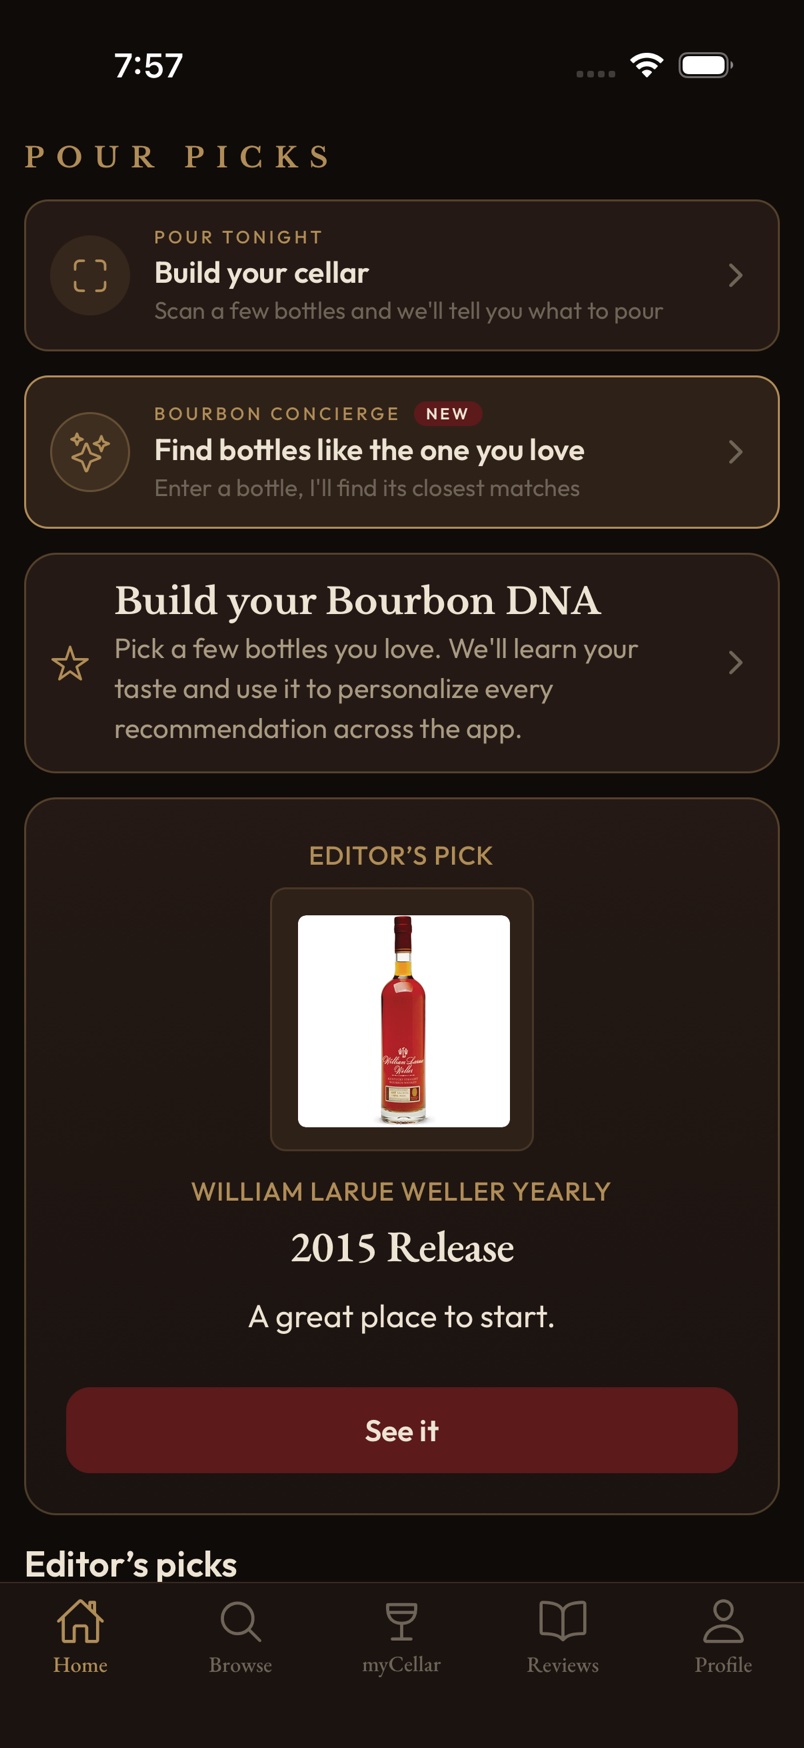 7:57
POUR PICKS
POUR TONIGHT
Build your cellar
Scan a few bottles and we'll tell you what to pour
BOURBON CONCIERGE NEW
Find bottles like the one you love
Enter a bottle, I'll find its closest matches
Build your Bourbon DNA
Pick a few bottles you love. We'll learn your
taste and use it to personalize every
recommendation across the app.
EDITOR’S PICK
William Larue
Weller
WILLIAM LARUE WELLER YEARLY
2015 Release
A great place to start.
See it
Editor’s picks
Home
Browse
myCellar
Reviews
Profile